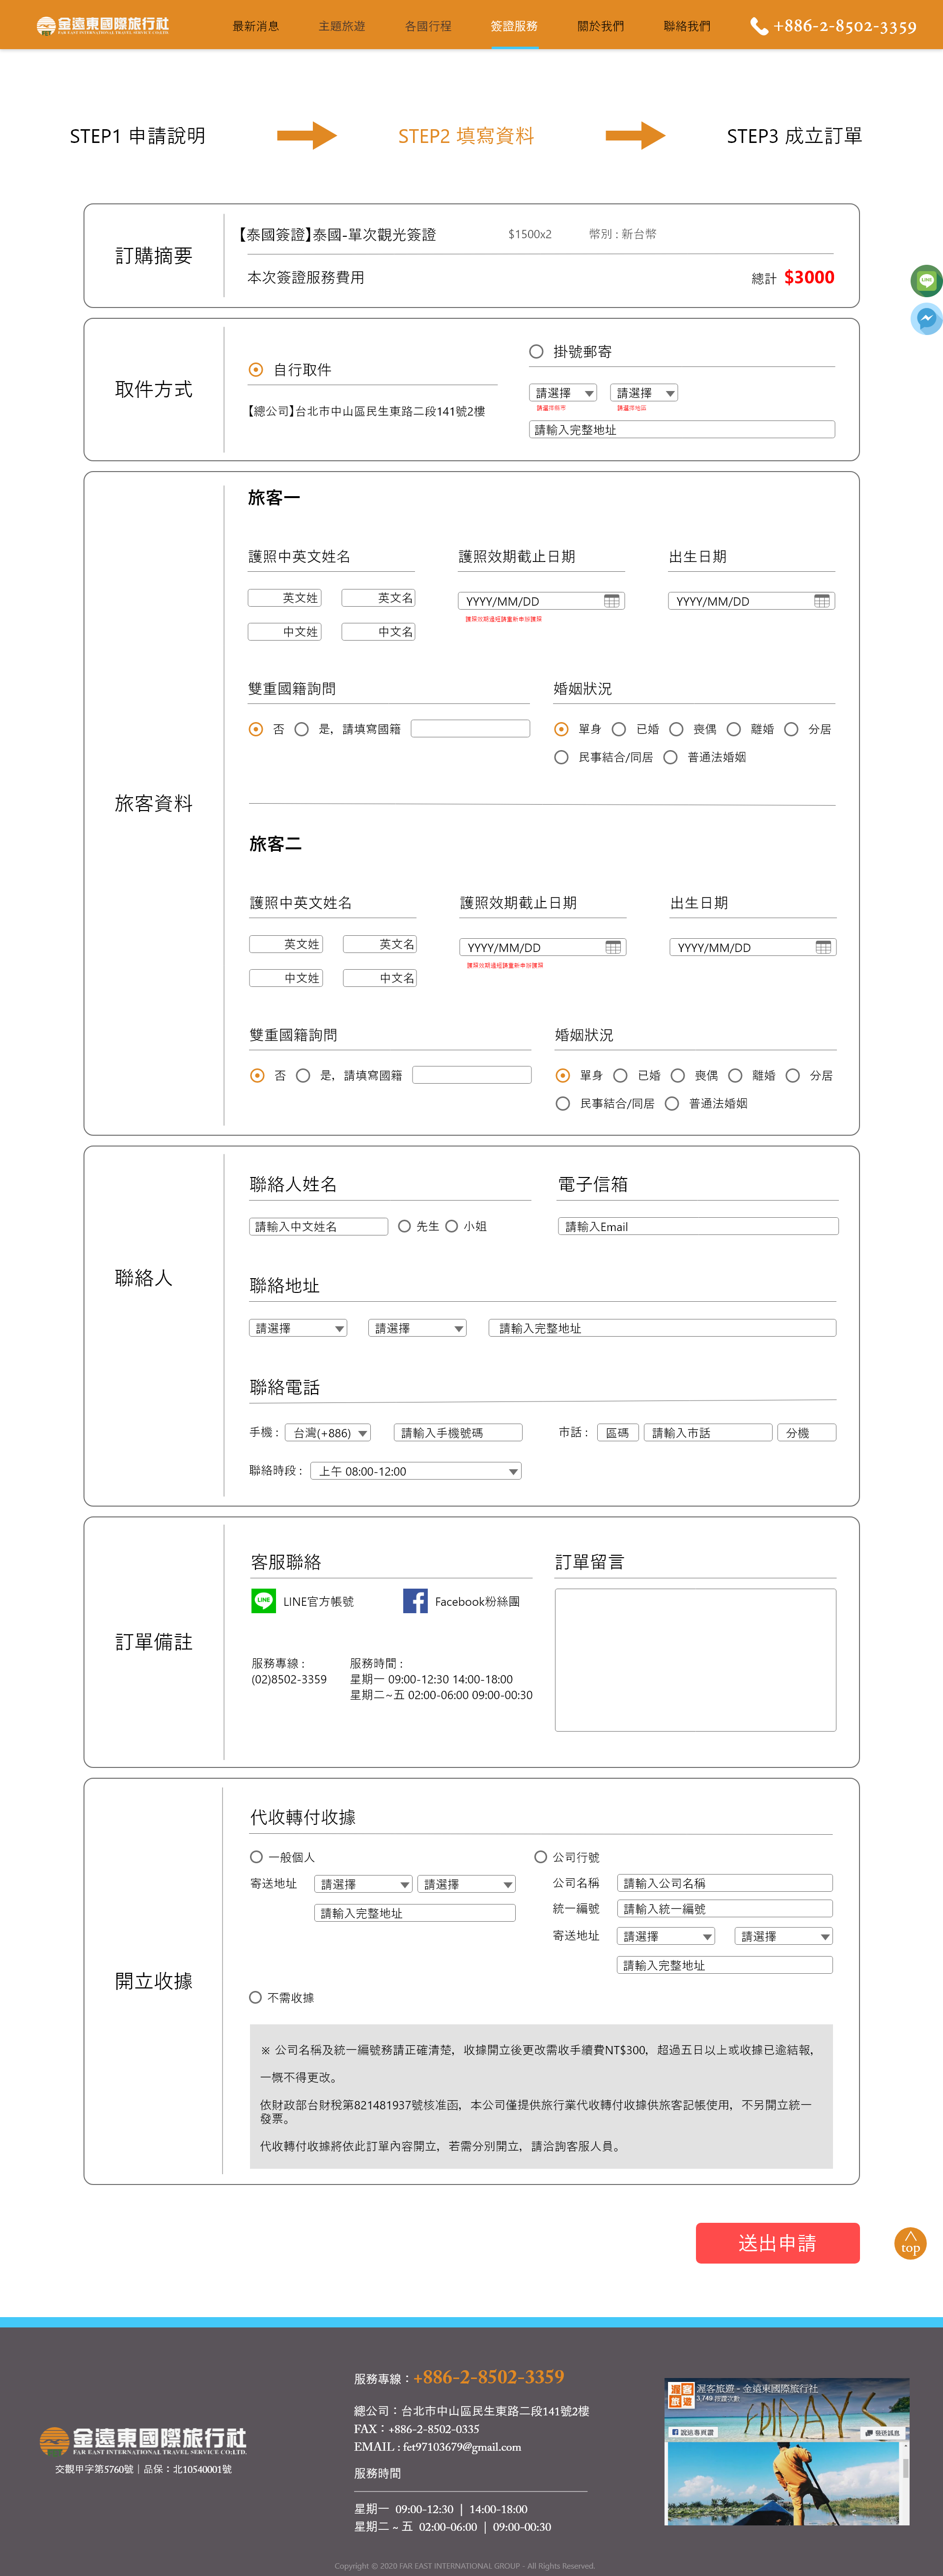 金遠東國際旅行社
FAR EAST INTERNATIONAL TRAVEL SERVICE CO.LTD.
最新消息 主題旅遊 各國行程 簽證服務 關於我們 聯絡我們
+886-2-8502-3359
STEP1 申請說明 STEP2 填寫資料 STEP3 成立訂單
訂購摘要
【泰國簽證】泰國-單次觀光簽證 $1500x2 幣別 : 新台幣
本次簽證服務費用 總計 $3000
LINE
取件方式
自行取件
【總公司】台北市中山區民生東路二段141號2樓
掛號郵寄
請選擇 請選擇
請選擇縣市 請選擇地區
請輸入完整地址
旅客資料
旅客一
護照中英文姓名 護照效期截止日期 出生日期
英文姓 英文名 YYYY/MM/DD YYYY/MM/DD
護照效期過短請重新申辦護照
中文姓 中文名
雙重國籍詢問 婚姻狀況
否 是，請填寫國籍 單身 已婚 喪偶 離婚 分居
民事結合/同居 普通法婚姻
旅客二
護照中英文姓名 護照效期截止日期 出生日期
英文姓 英文名 YYYY/MM/DD YYYY/MM/DD
護照效期過短請重新申辦護照
中文姓 中文名
雙重國籍詢問 婚姻狀況
否 是，請填寫國籍 單身 已婚 喪偶 離婚 分居
民事結合/同居 普通法婚姻
聯絡人
聯絡人姓名 電子信箱
請輸入中文姓名 先生 小姐 請輸入Email
聯絡地址
請選擇 請選擇 請輸入完整地址
聯絡電話
手機 : 台灣(+886) 請輸入手機號碼 市話 : 區碼 請輸入市話 分機
聯絡時段 : 上午 08:00-12:00
訂單備註
客服聯絡 訂單留言
LINE LINE官方帳號 Facebook粉絲團
服務專線 : 服務時間 :
(02)8502-3359 星期一 09:00-12:30 14:00-18:00
星期二~五 02:00-06:00 09:00-00:30
開立收據
代收轉付收據
一般個人 公司行號
寄送地址 請選擇 請選擇 公司名稱 請輸入公司名稱
請輸入完整地址 統一編號 請輸入統一編號
寄送地址 請選擇 請選擇
請輸入完整地址
不需收據
※ 公司名稱及統一編號務請正確清楚，收據開立後更改需收手續費NT$300，超過五日以上或收據已逾結報，
一概不得更改。
依財政部台財稅第821481937號核准函，本公司僅提供旅行業代收轉付收據供旅客記帳使用，不另開立統一
發票。
代收轉付收據將依此訂單內容開立，若需分別開立，請洽詢客服人員。
送出申請
top
金遠東國際旅行社
FAR EAST INTERNATIONAL TRAVEL SERVICE CO.LTD.
交觀甲字第5760號｜品保：北10540001號
服務專線：+886-2-8502-3359
總公司：台北市中山區民生東路二段141號2樓
FAX：+886-2-8502-0335
EMAIL : fet97103679@gmail.com
服務時間
星期一 09:00-12:30 | 14:00-18:00
星期二 ~ 五 02:00-06:00 | 09:00-00:30
渥客旅遊
渥客旅遊 - 金遠東國際旅行社
3,749 按讚次數
說這專頁讚
發送訊息
Copyright © 2020 FAR EAST INTERNATIONAL GROUP - All Rights Reserved.